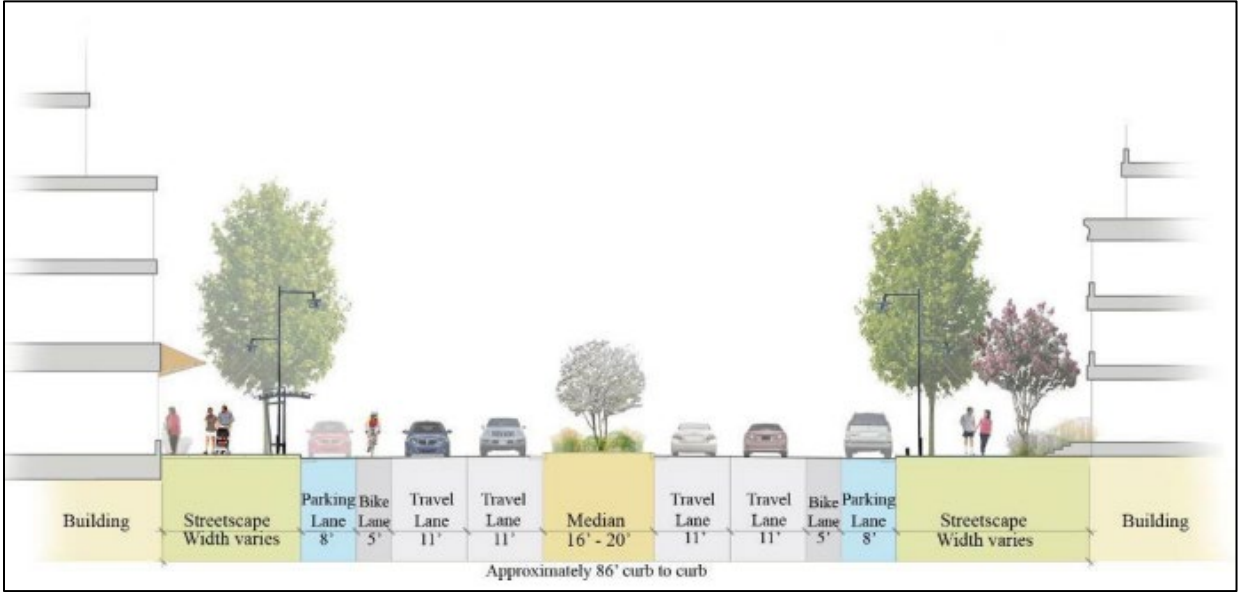 Building
Streetscape
Width varies
Parking
Lane
8'
Bike
Lane
5'
Travel
Lane
11'
Travel
Lane
11'
Median
16' - 20'
Travel
Lane
11'
Travel
Lane
11'
Bike
Lane
5'
Parking
Lane
8'
Streetscape
Width varies
Building
Approximately 86’ curb to curb